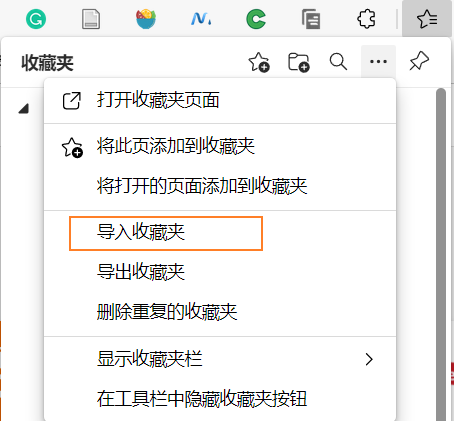 收藏夹
打开收藏夹页面
将此页添加到收藏夹
将打开的页面添加到收藏夹
导入收藏夹
导出收藏夹
删除重复的收藏夹
显示收藏夹栏
在工具栏中隐藏收藏夹按钮